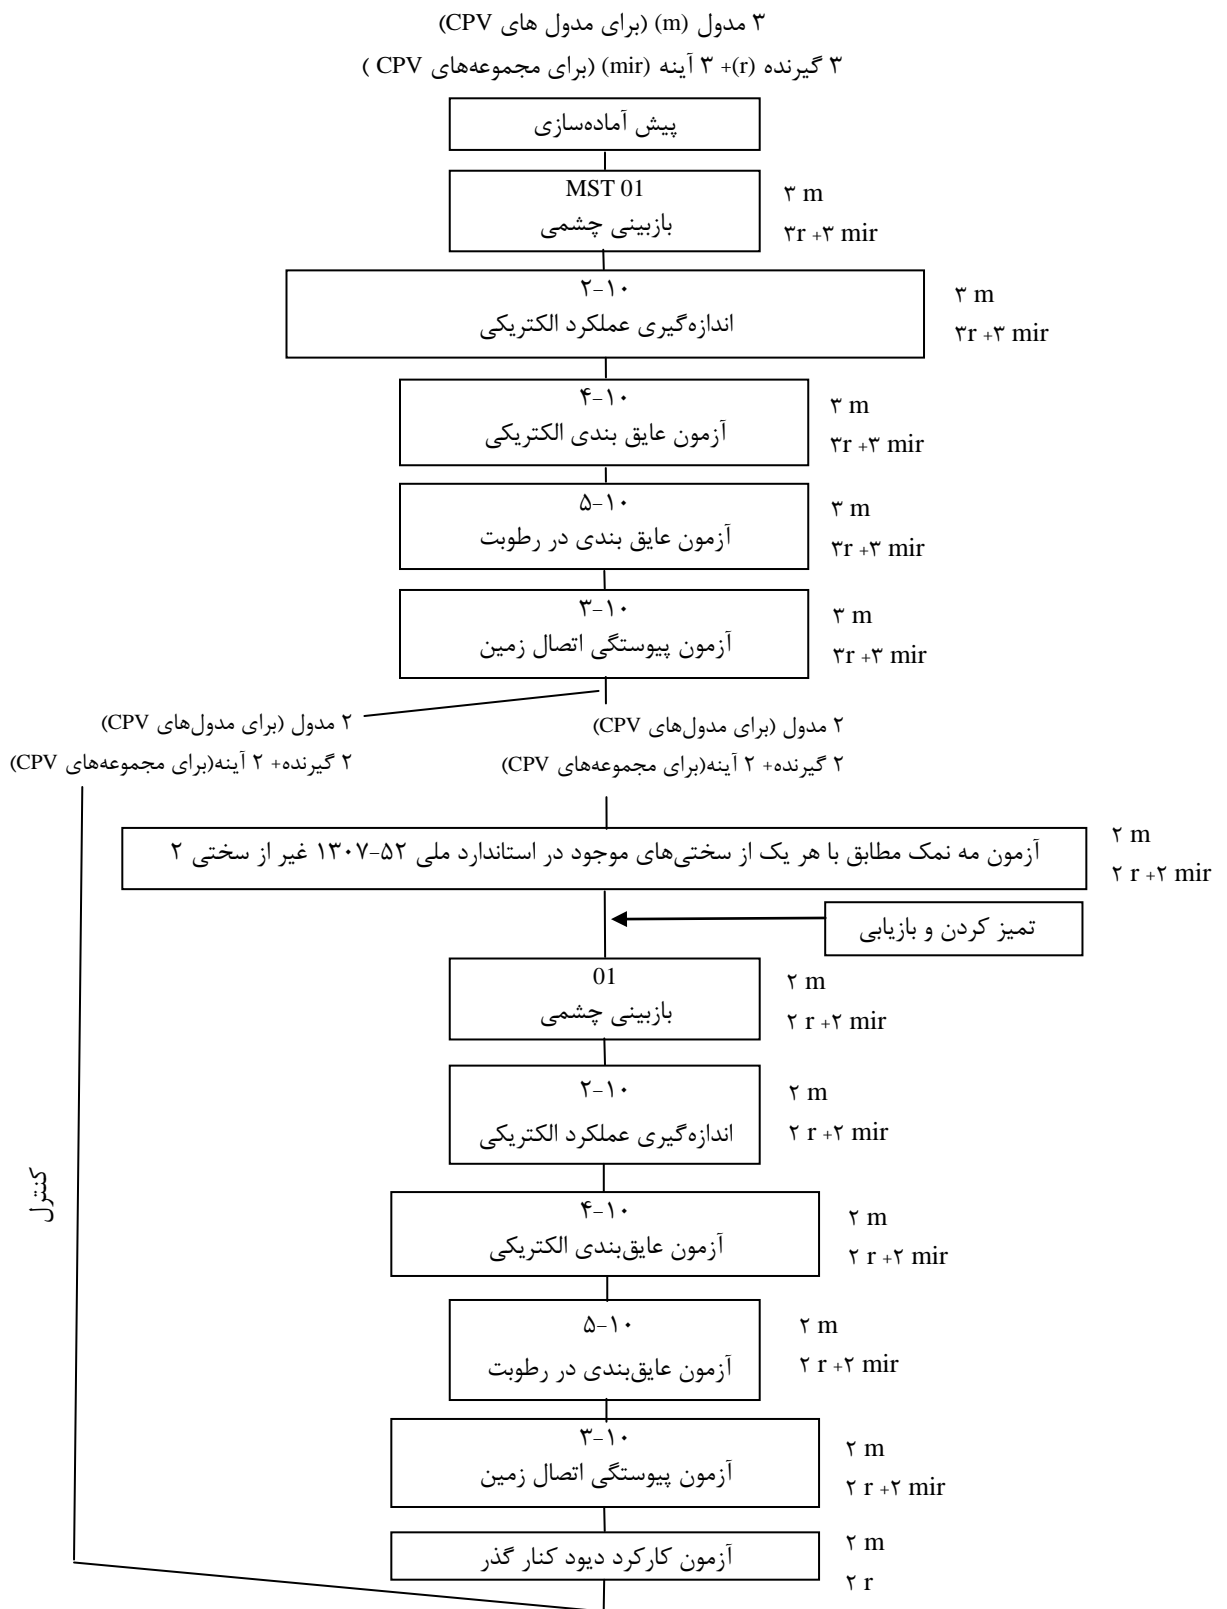 ۳ مدول (m) (برای مدول های CPV)
۳ گیرنده (r)+ ۳ آینه (mir) (برای مجموعه‌های CPV )
پیش آماده‌سازی
MST 01
بازبینی چشمی
۳ m
۳r +۳ mir
۲-۱۰
اندازه‌گیری عملکرد الکتریکی
۳ m
۳r +۳ mir
۴-۱۰
آزمون عایق بندی الکتریکی
۳ m
۳r +۳ mir
۵-۱۰
آزمون عایق بندی در رطوبت
۳ m
۳r +۳ mir
۳-۱۰
آزمون پیوستگی اتصال زمین
۳ m
۳r +۳ mir
۲ مدول (برای مدول‌های CPV)
۲ گیرنده+ ۲ آینه(برای مجموعه‌های CPV)
۲ مدول (برای مدول‌های CPV)
۲ گیرنده+ ۲ آینه(برای مجموعه‌های CPV)
آزمون مه نمک مطابق با هر یک از سختی‌های موجود در استاندارد ملی ۵۲-۱۳۰۷ غیر از سختی ۲
۲ m
۲ r +۲ mir
تمیز کردن و بازیابی
01
بازبینی چشمی
۲ m
۲ r +۲ mir
۲-۱۰
اندازه‌گیری عملکرد الکتریکی
۲ m
۲ r +۲ mir
کنترل
۴-۱۰
آزمون عایق‌بندی الکتریکی
۲ m
۲ r +۲ mir
۵-۱۰
آزمون عایق‌بندی در رطوبت
۲ m
۲ r +۲ mir
۳-۱۰
آزمون پیوستگی اتصال زمین
۲ m
۲ r +۲ mir
آزمون کارکرد دیود کنار گذر
۲ m
۲ r